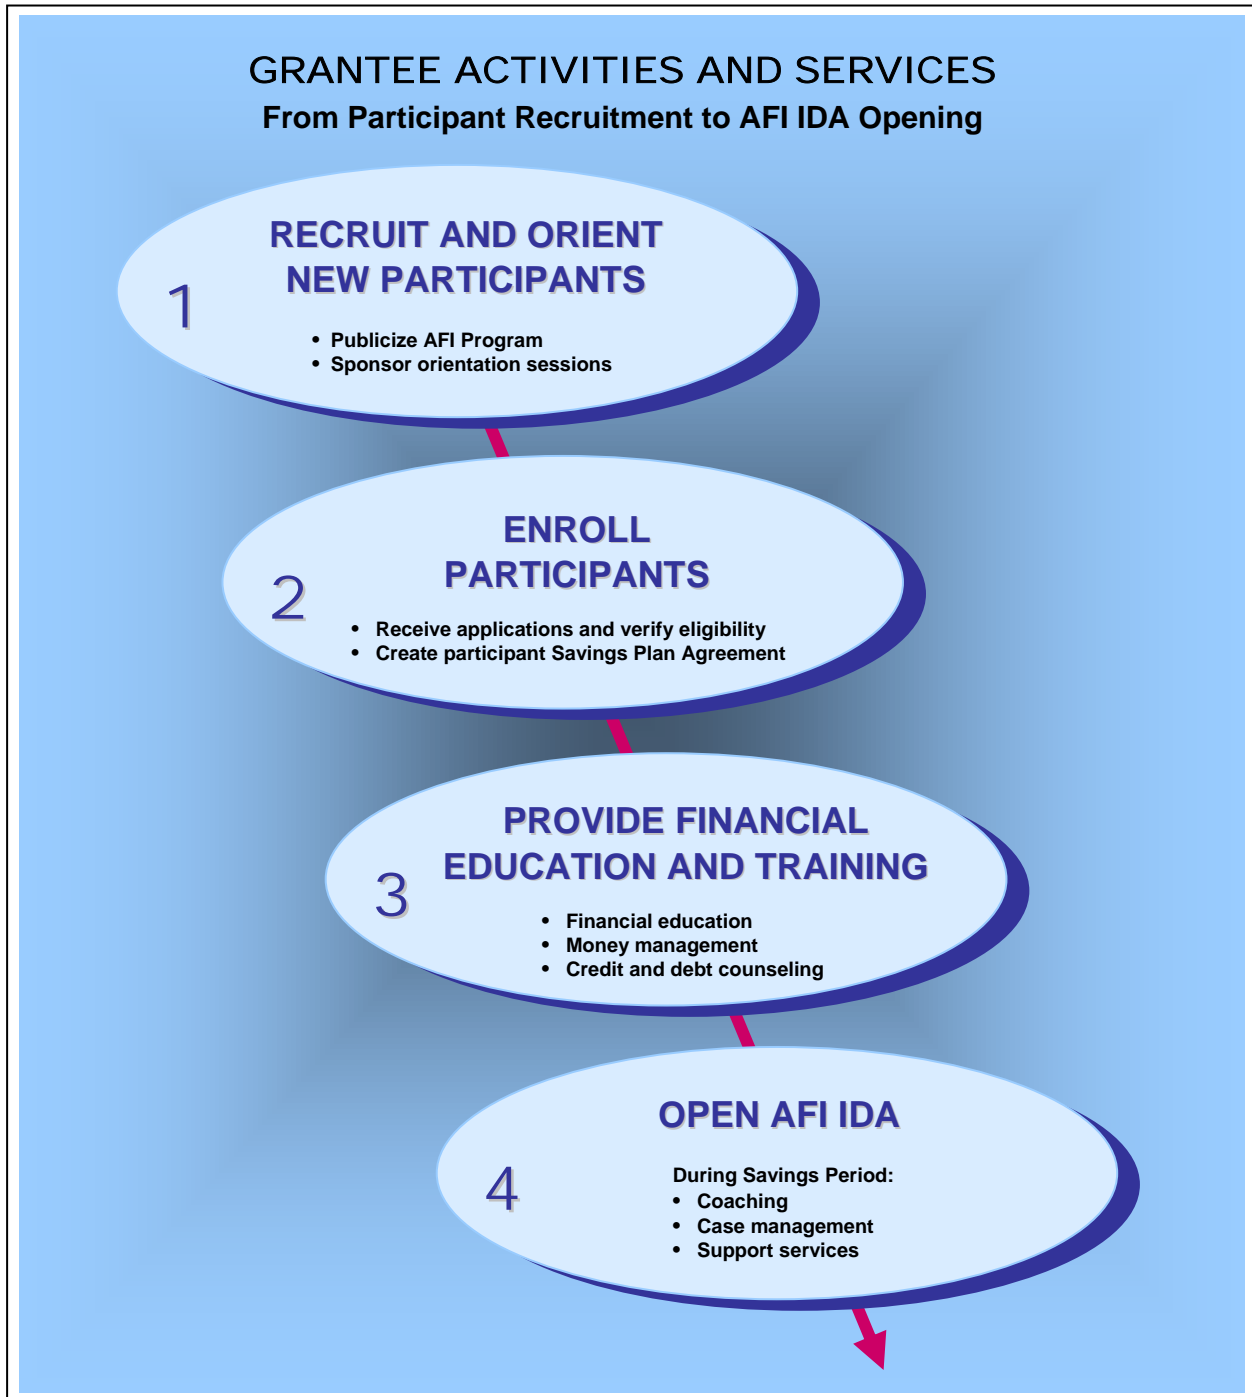 GRANTEE ACTIVITIES AND SERVICES
From Participant Recruitment to AFI IDA Opening
RECRUIT AND ORIENT
NEW PARTICIPANTS
1
• Publicize AFI Program
• Sponsor orientation sessions
ENROLL
PARTICIPANTS
2
• Receive applications and verify eligibility
• Create participant Savings Plan Agreement
PROVIDE FINANCIAL
EDUCATION AND TRAINING
3
• Financial education
• Money management
• Credit and debt counseling
OPEN AFI IDA
4
During Savings Period:
• Coaching
• Case management
• Support services